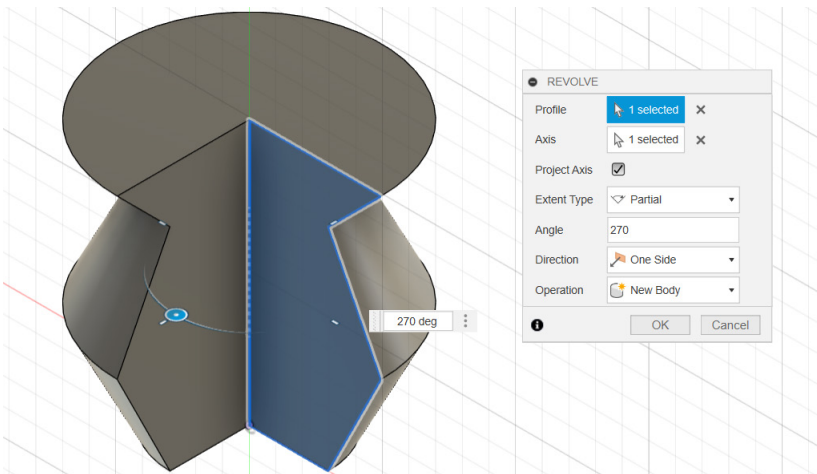 REVOLVE
Profile 1 selected
Axis 1 selected
Project Axis
Extent Type Partial
Angle 270
Direction One Side
Operation New Body
OK Cancel
270 deg